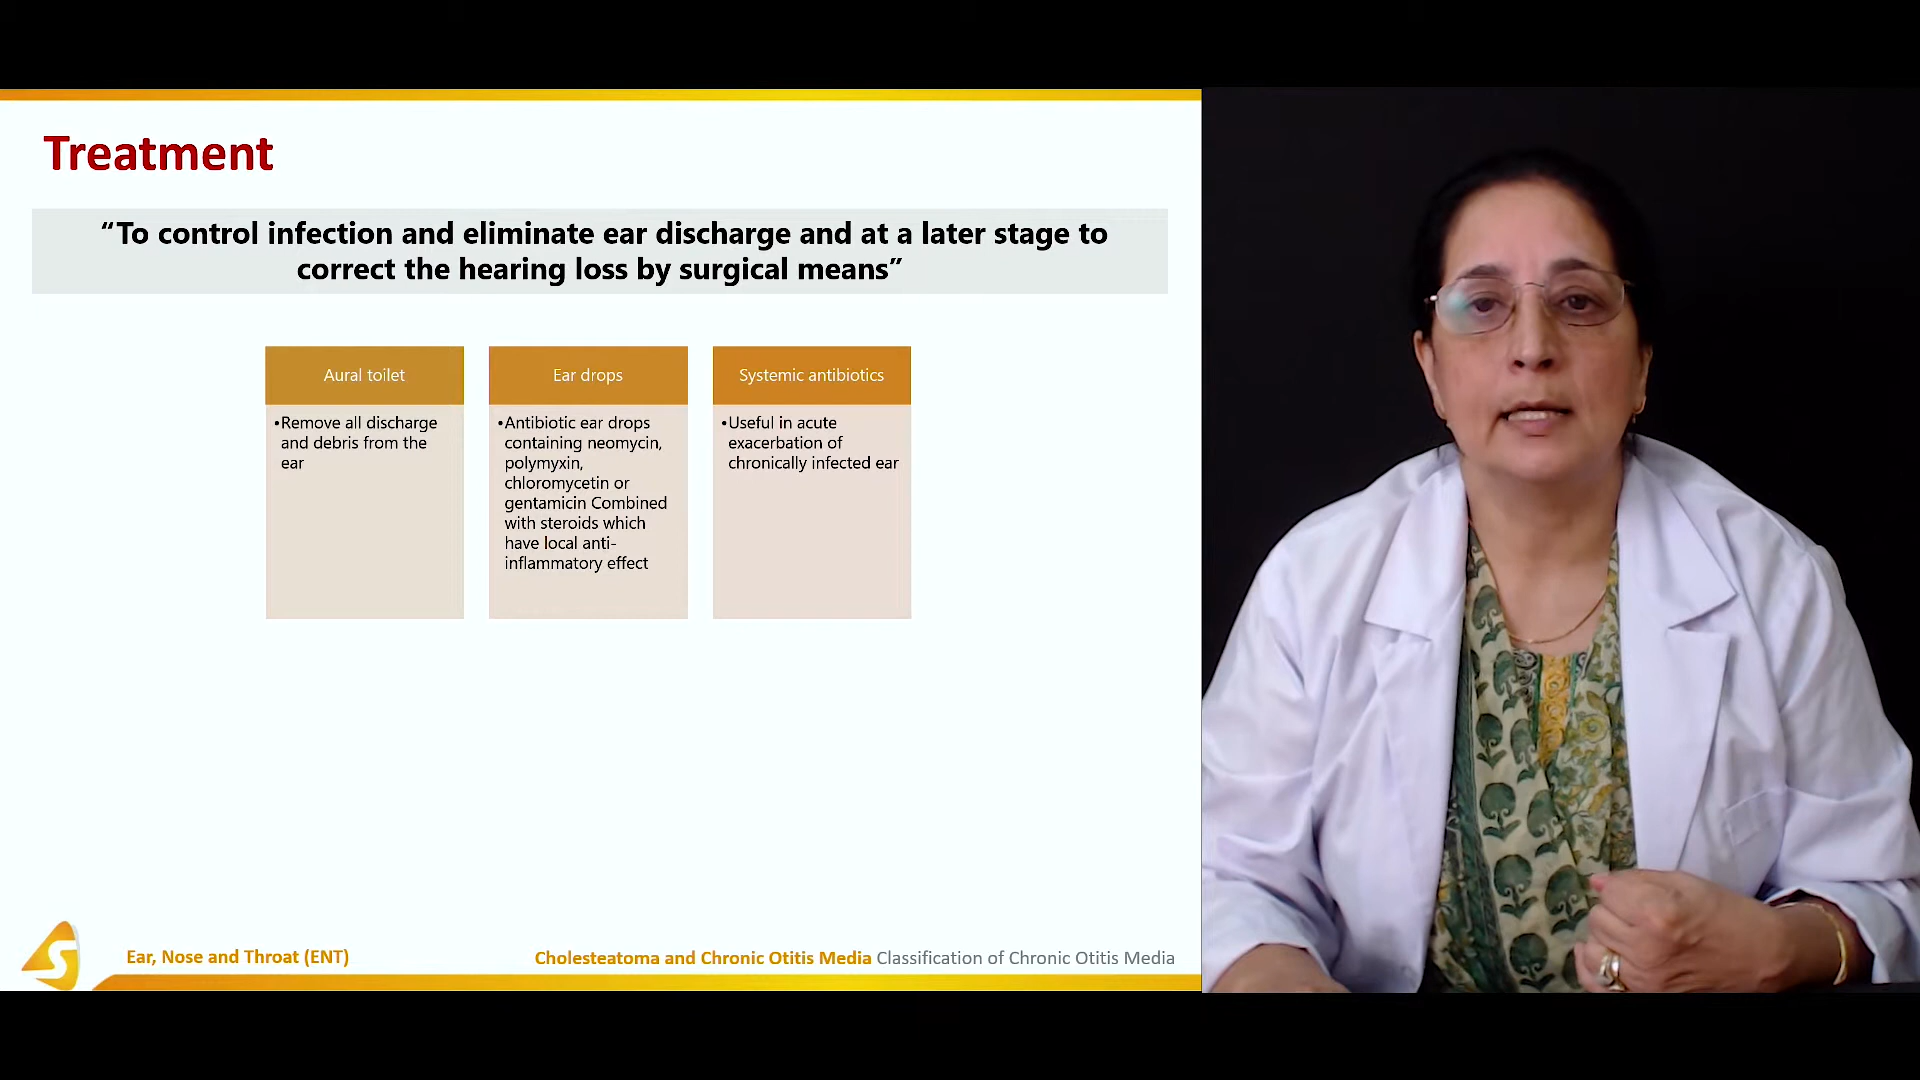 Treatment
“To control infection and eliminate ear discharge and at a later stage to
correct the hearing loss by surgical means”
Aural toilet
•Remove all discharge
and debris from the
ear
Ear drops
•Antibiotic ear drops
containing neomycin,
polymyxin,
chloromycetin or
gentamicin Combined
with steroids which
have local anti-
inflammatory effect
Systemic antibiotics
•Useful in acute
exacerbation of
chronically infected ear
S
Ear, Nose and Throat (ENT)
Cholesteatoma and Chronic Otitis Media Classification of Chronic Otitis Media